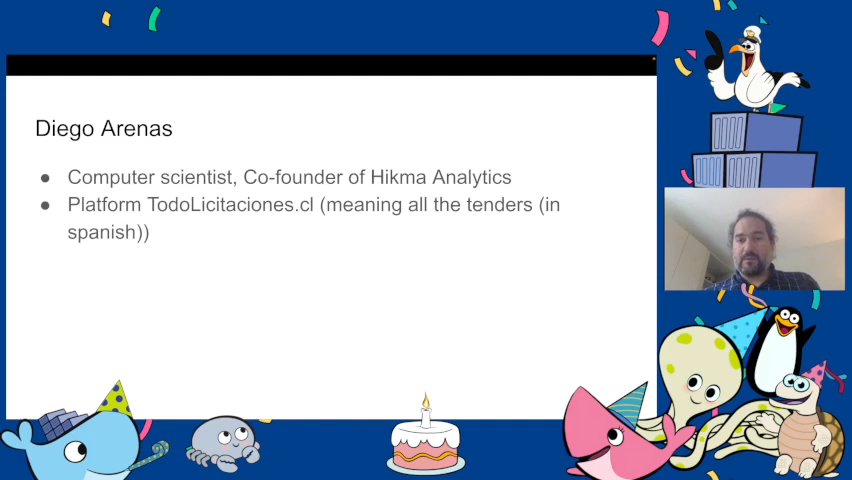 Diego Arenas
● Computer scientist, Co-founder of Hikma Analytics
● Platform TodoLicitaciones.cl (meaning all the tenders (in
spanish))